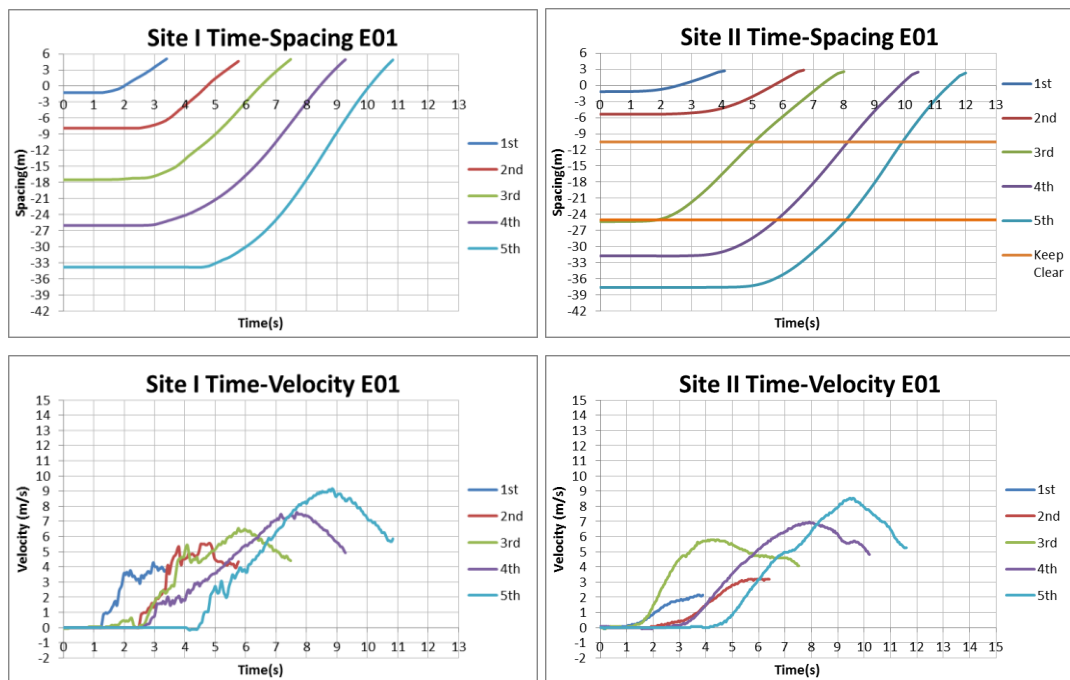 Site I Time-Spacing E01
Spacing(m)
6
3
0
-3
-6
-9
-12
-15
-18
-21
-24
-27
-30
-33
-36
-39
-42
0 1 2 3 4 5 6 7 8 9 10 11 12 13
Time(s)
1st
2nd
3rd
4th
5th
Site II Time-Spacing E01
Spacing(m)
6
3
0
-3
-6
-9
-12
-15
-18
-21
-24
-27
-30
-33
-36
-39
-42
0 1 2 3 4 5 6 7 8 9 10 11 12 13
Time(s)
1st
2nd
3rd
4th
5th
Keep
Clear
Site I Time-Velocity E01
Velocity (m/s)
15
14
13
12
11
10
9
8
7
6
5
4
3
2
1
0
-1
-2
0 1 2 3 4 5 6 7 8 9 10 11 12 13
Time(s)
1st
2nd
3rd
4th
5th
Site II Time-Velocity E01
Velocity (m/s)
15
14
13
12
11
10
9
8
7
6
5
4
3
2
1
0
-1
-2
0 1 2 3 4 5 6 7 8 9 10 11 12 13 14 15
Time(s)
1st
2nd
3rd
4th
5th